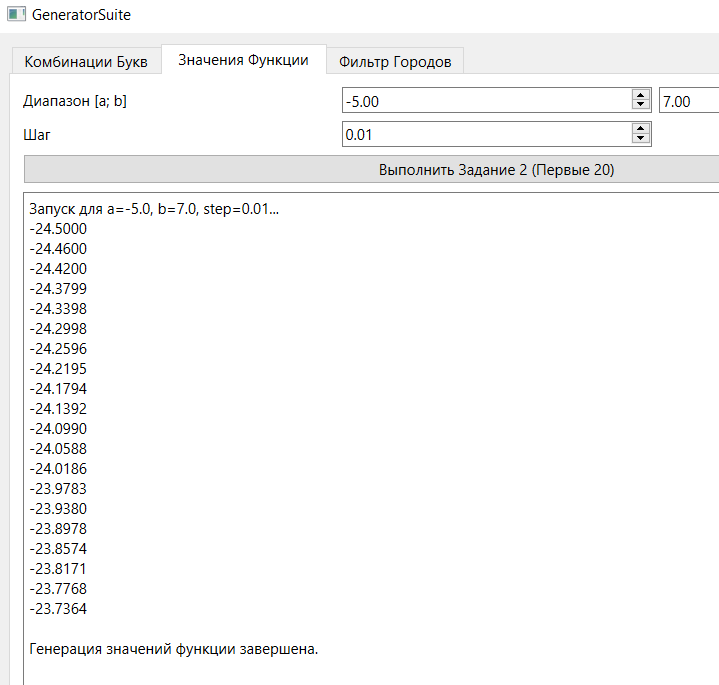 GeneratorSuite
Комбинации Букв Значения Функции Фильтр Городов
Диапазон [a; b] -5.00 7.00
Шаг 0.01
Выполнить Задание 2 (Первые 20)
Запуск для a=-5.0, b=7.0, step=0.01...
-24.5000
-24.4600
-24.4200
-24.3799
-24.3398
-24.2998
-24.2596
-24.2195
-24.1794
-24.1392
-24.0990
-24.0588
-24.0186
-23.9783
-23.9380
-23.8978
-23.8574
-23.8171
-23.7768
-23.7364
Генерация значений функции завершена.